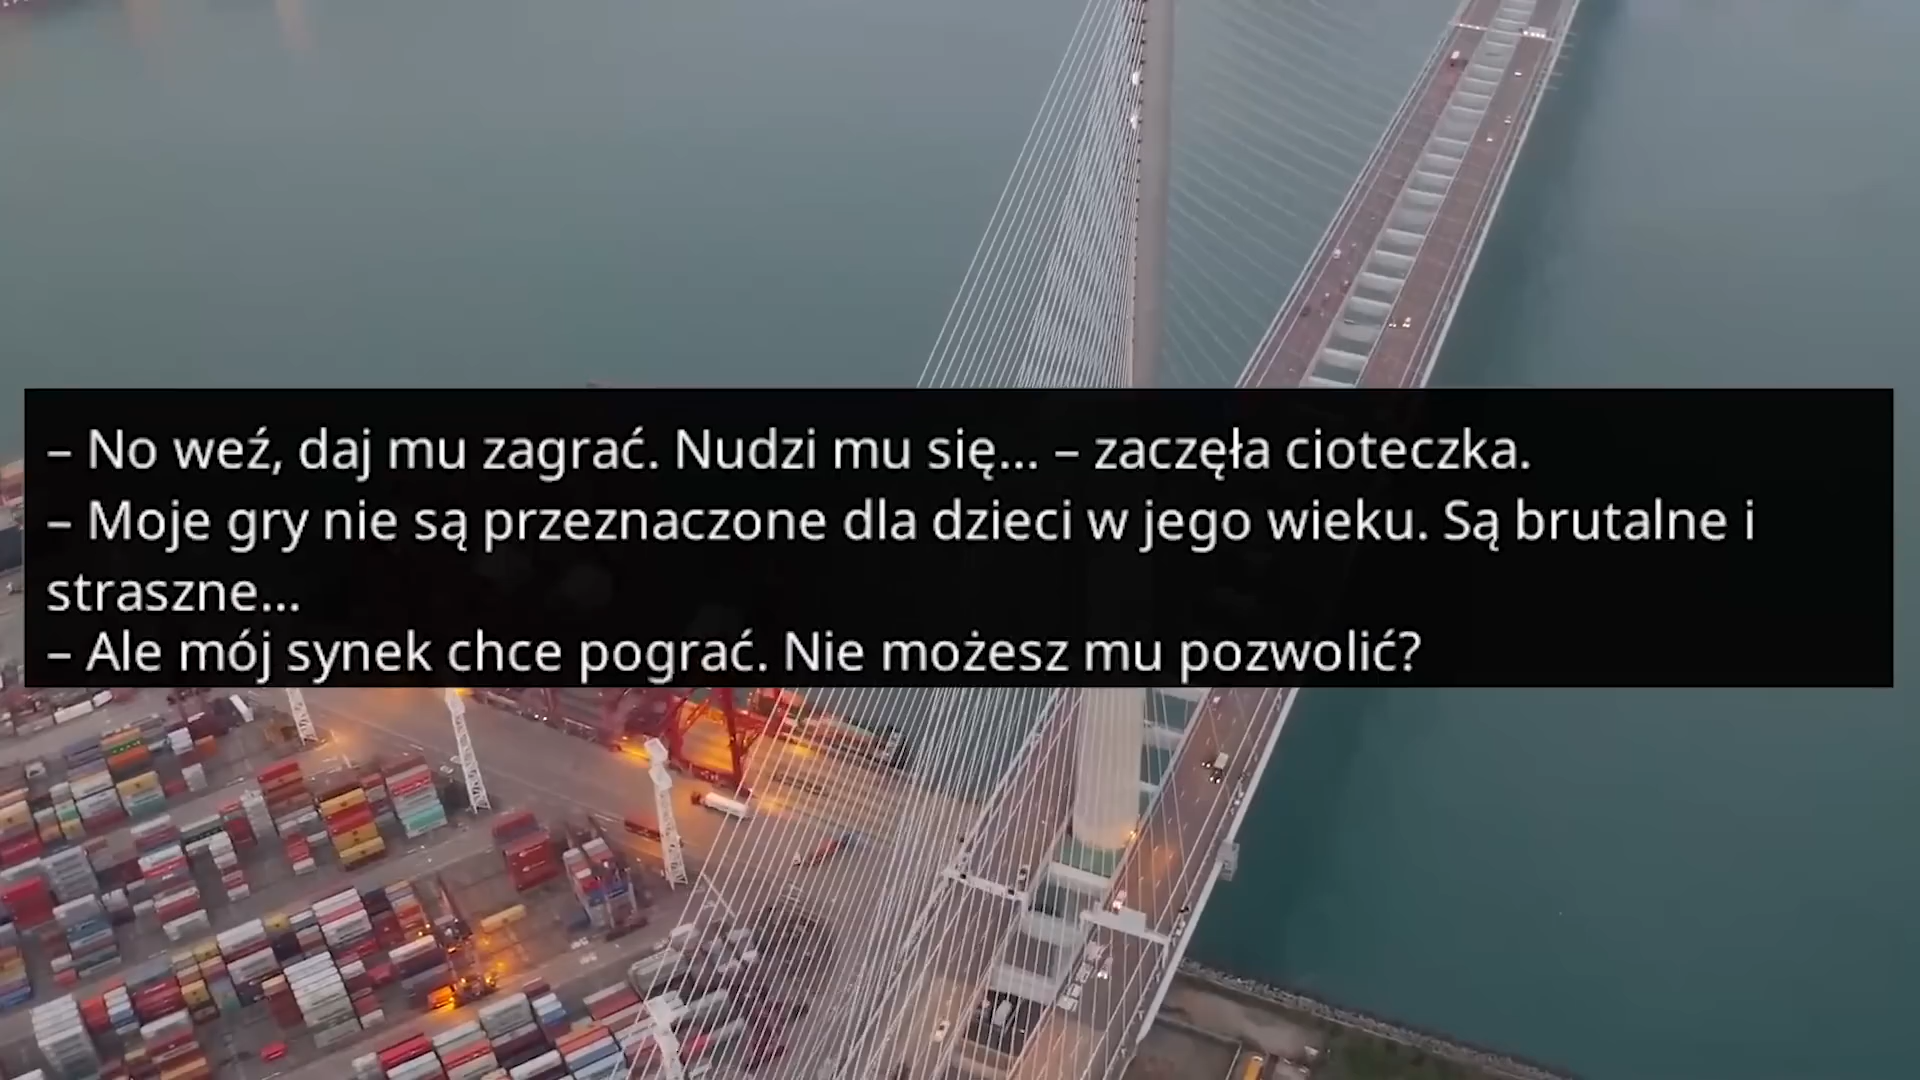 – No weź, daj mu zagrać. Nudzi mu się... – zaczęła cioteczka.
– Moje gry nie są przeznaczone dla dzieci w jego wieku. Są brutalne i
straszne...
– Ale mój synek chce pograć. Nie możesz mu pozwolić?